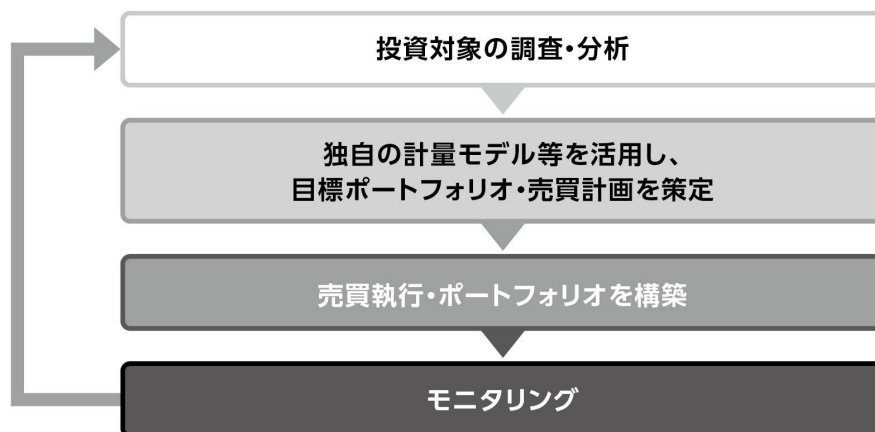 投資対象の調査・分析
独自の計量モデル等を活用し、
目標ポートフォリオ・売買計画を策定
売買執行・ポートフォリオを構築
モニタリング